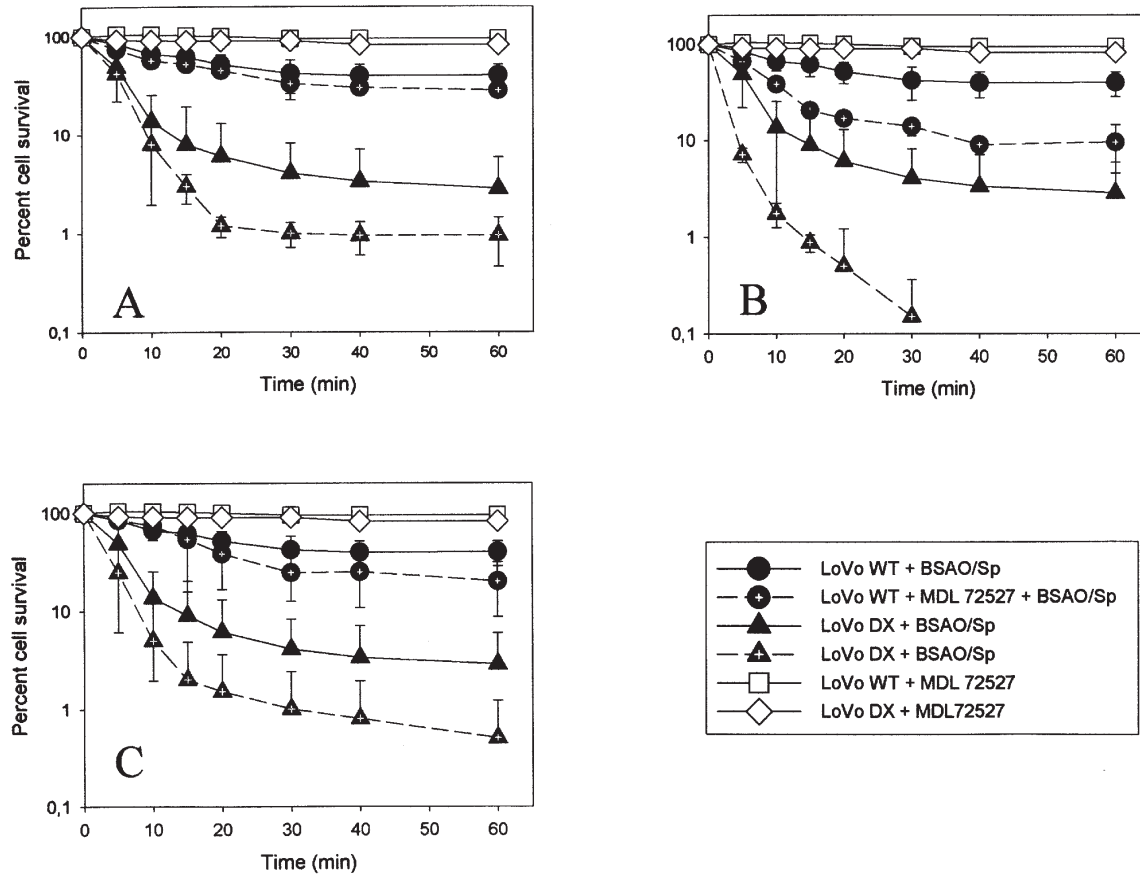 100
10
1
0,1
0
10
20
30
40
50
60
Percent cell survival
Time (min)
A
100
10
1
0,1
0
10
20
30
40
50
60
Percent cell survival
Time (min)
B
100
10
1
0,1
0
10
20
30
40
50
60
Percent cell survival
Time (min)
C
LoVo WT + BSAO/Sp
LoVo WT + MDL 72527 + BSAO/Sp
LoVo DX + BSAO/Sp
LoVo DX + BSAO/Sp
LoVo WT + MDL 72527
LoVo DX + MDL72527